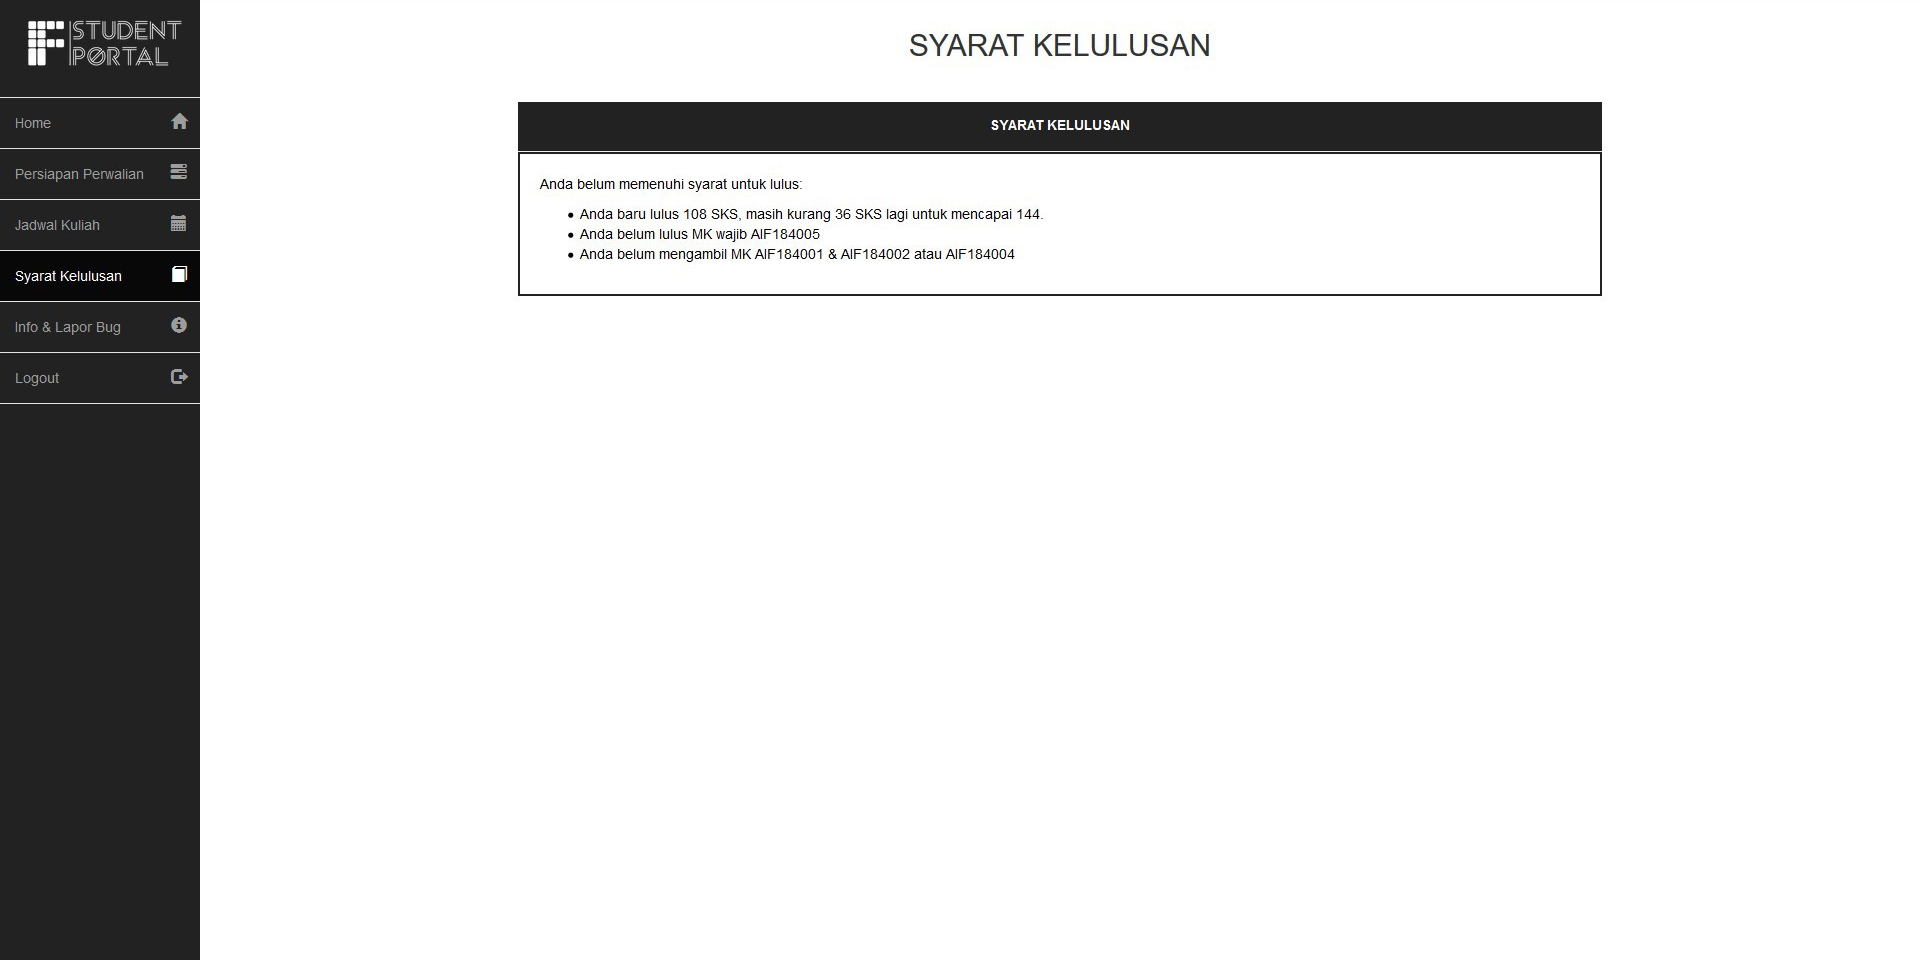 STUDENT
PØRTAL
Home
Persiapan Perwalian
Jadwal Kuliah
Syarat Kelulusan
Info & Lapor Bug
Logout
SYARAT KELULUSAN
SYARAT KELULUSAN
Anda belum memenuhi syarat untuk lulus:
Anda baru lulus 108 SKS, masih kurang 36 SKS lagi untuk mencapai 144.
Anda belum lulus MK wajib AIF184005
Anda belum mengambil MK AIF184001 & AIF184002 atau AIF184004